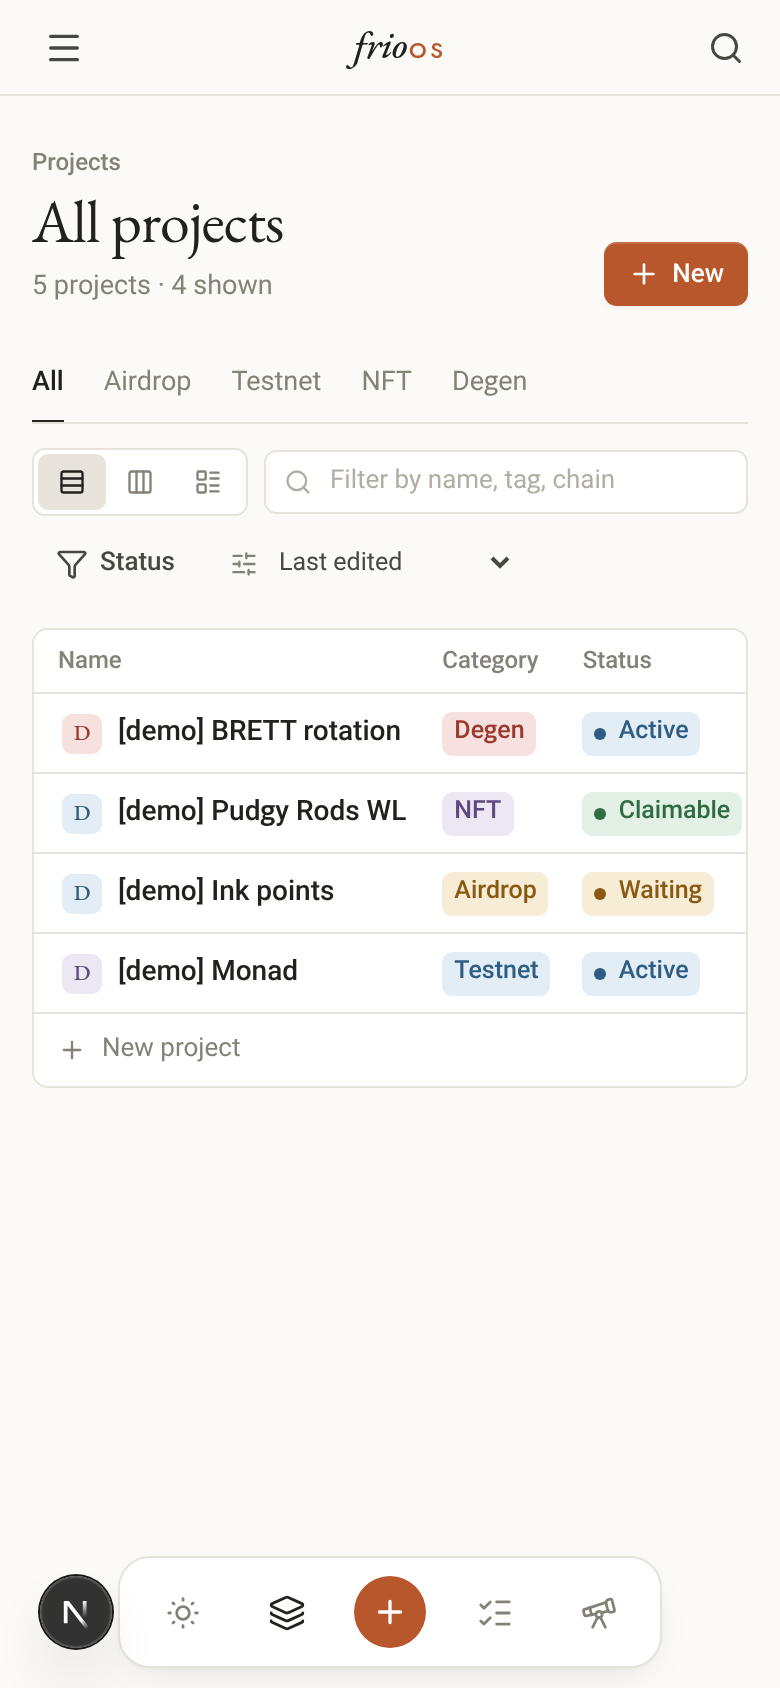 frioos
Projects
All projects
5 projects · 4 shown
New
All Airdrop Testnet NFT Degen
Filter by name, tag, chain
Status Last edited
Name Category Status
D [demo] BRETT rotation Degen Active
D [demo] Pudgy Rods WL NFT Claimable
D [demo] Ink points Airdrop Waiting
D [demo] Monad Testnet Active
New project
N